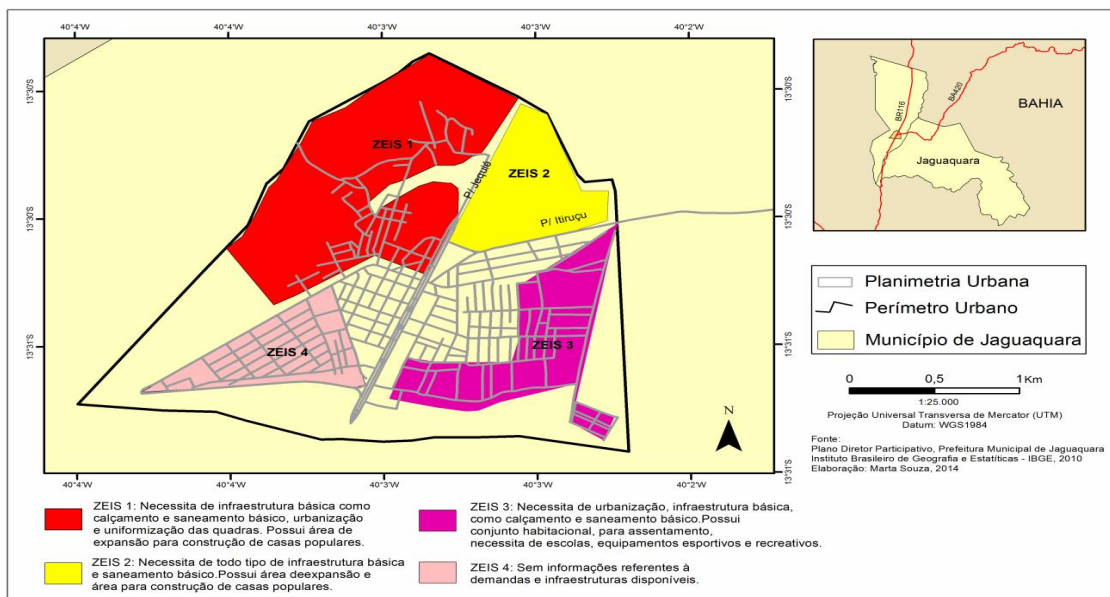 40°4'W
40°4'W
40°3'W
40°3'W
40°2'W
13°30'S
13°30'S
13°31'S
13°30'S
13°30'S
13°31'S
13°31'S
ZEIS 1
P/ Jequié
ZEIS 2
P/ Itiruçu
ZEIS 3
ZEIS 4
40°4'W
40°4'W
40°3'W
40°3'W
40°2'W
BR116
BA420
BAHIA
Jaguaquara
Planimetria Urbana
Perímetro Urbano
Município de Jaguaquara
0 0,5 1 Km
1:25.000
Projeção Universal Transversa de Mercator (UTM)
Datum: WGS1984
N
Fonte:
Plano Diretor Participativo, Prefeitura Municipal de Jaguaquara
Instituto Brasileiro de Geografia e Estatíticas - IBGE, 2010
Elaboração: Marta Souza, 2014
ZEIS 1: Necessita de infraestrutura básica como
calçamento e saneamento básico, urbanização
e uniformização das quadras. Possui área de
expansão para construção de casas populares.
ZEIS 2: Necessita de todo tipo de infraestrutura básica
e saneamento básico.Possui área deexpansão e
área para construção de casas populares.
ZEIS 3: Necessita de urbanização, infraestrutura básica,
como calçamento e saneamento básico.Possui
conjunto habitacional, para assentamento,
necessita de escolas, equipamentos esportivos e recreativos.
ZEIS 4: Sem informações referentes à
demandas e infraestruturas disponíveis.